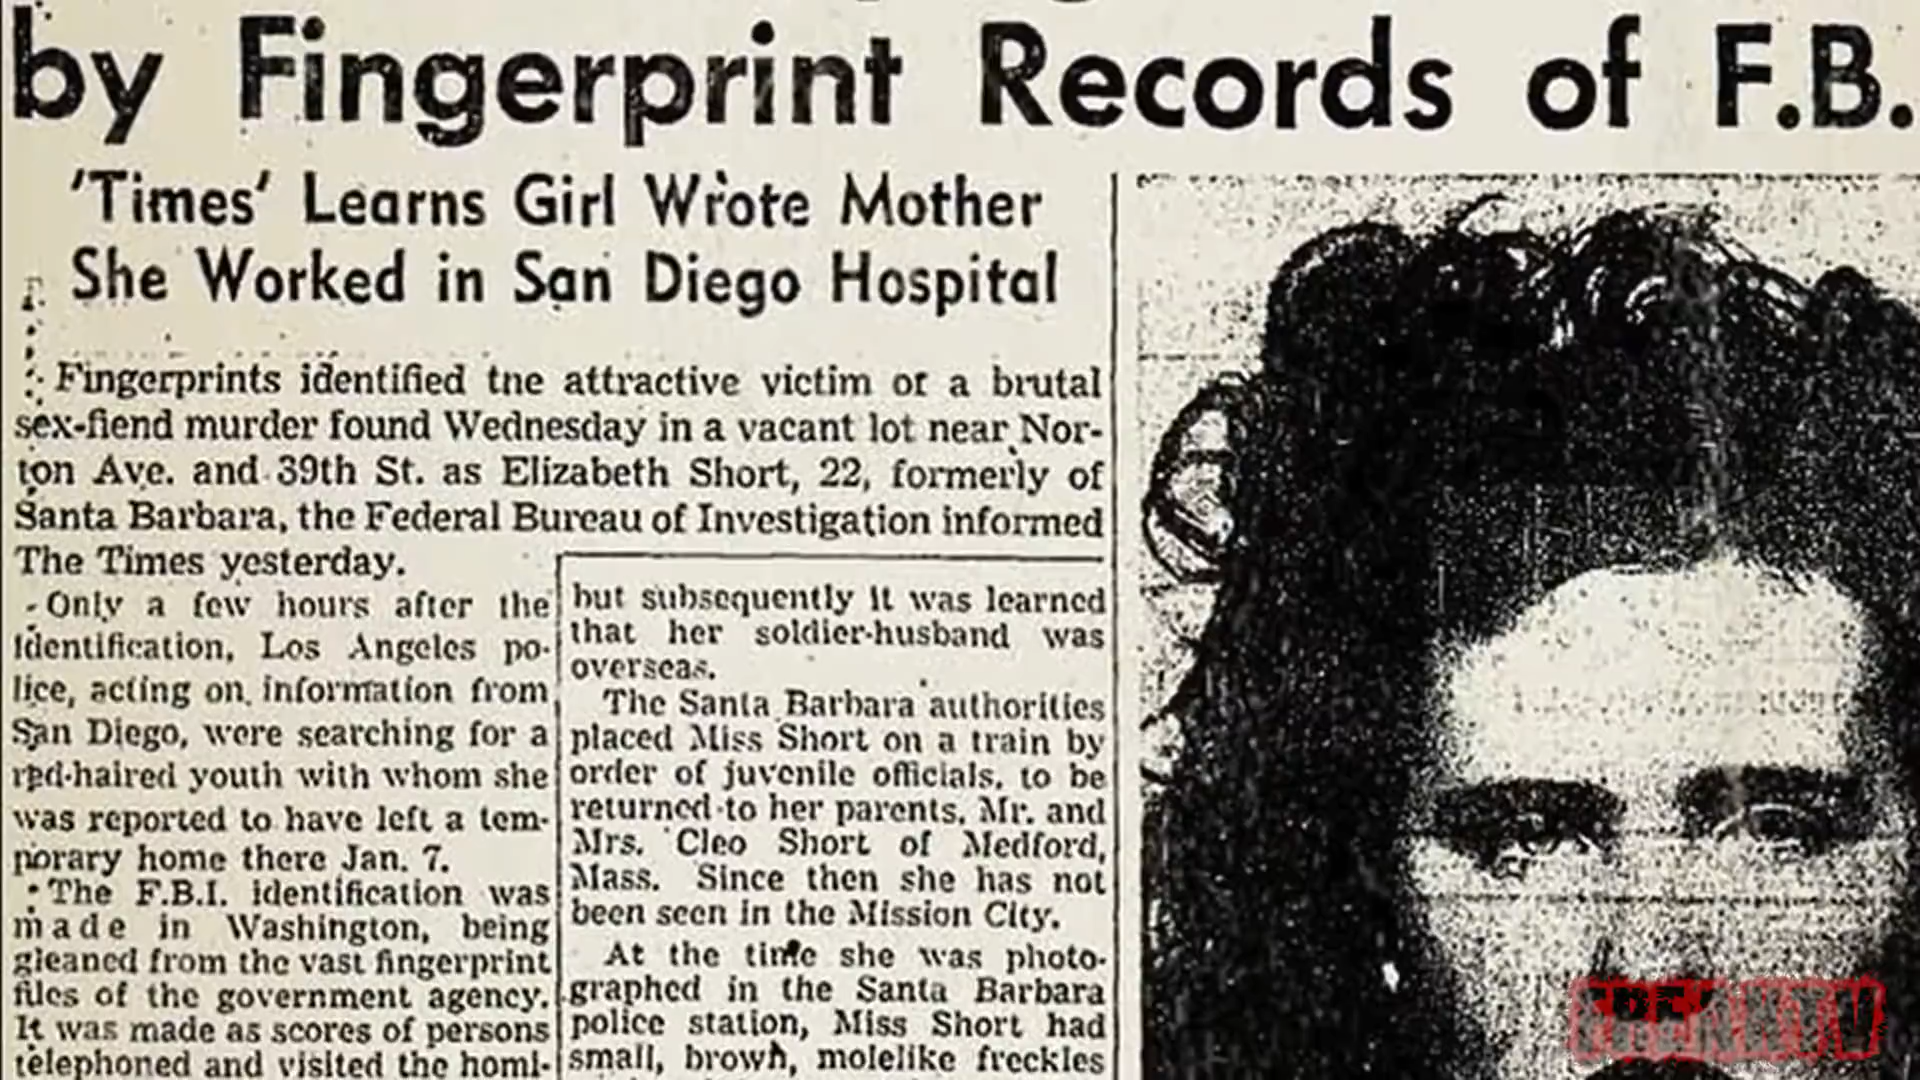 by Fingerprint Records of F.B.
'Times' Learns Girl Wrote Mother
She Worked in San Diego Hospital
Fingerprints identified the attractive victim of a brutal
sex-fiend murder found Wednesday in a vacant lot near Nor-
ton Ave. and 39th St. as Elizabeth Short, 22, formerly of
Santa Barbara, the Federal Bureau of Investigation informed
The Times yesterday.
Only a few hours after the
identification, Los Angeles po-
lice, acting on information from
San Diego, were searching for a
red-haired youth with whom she
was reported to have left a tem-
porary home there Jan. 7.
The F.B.I. identification was
made in Washington, being
gleaned from the vast fingerprint
files of the government agency.
It was made as scores of persons
telephoned and visited the homi-
but subsequently it was learned
that her soldier-husband was
overseas.
The Santa Barbara authorities
placed Miss Short on a train by
order of juvenile officials, to be
returned to her parents, Mr. and
Mrs. Cleo Short of Medford,
Mass. Since then she has not
been seen in the Mission City.
At the time she was photo-
graphed in the Santa Barbara
police station, Miss Short had
small, brown, molelike freckles
FREAKTV